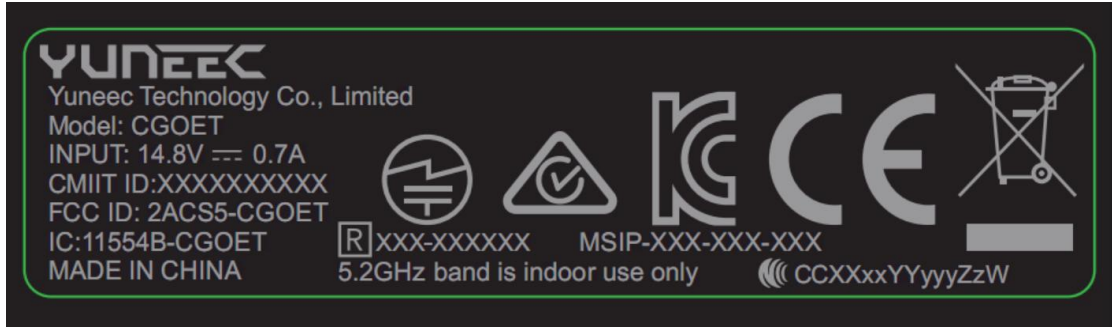 YUNEEC
Yuneec Technology Co., Limited
Model: CGOET
INPUT: 14.8V ⎓ 0.7A
CMIIT ID:XXXXXXXXXX
FCC ID: 2ACS5-CGOET
IC:11554B-CGOET
MADE IN CHINA
R XXX-XXXXXX
MSIP-XXX-XXX-XXX
5.2GHz band is indoor use only
CCXXxxYYyyyZzW
KC
CE